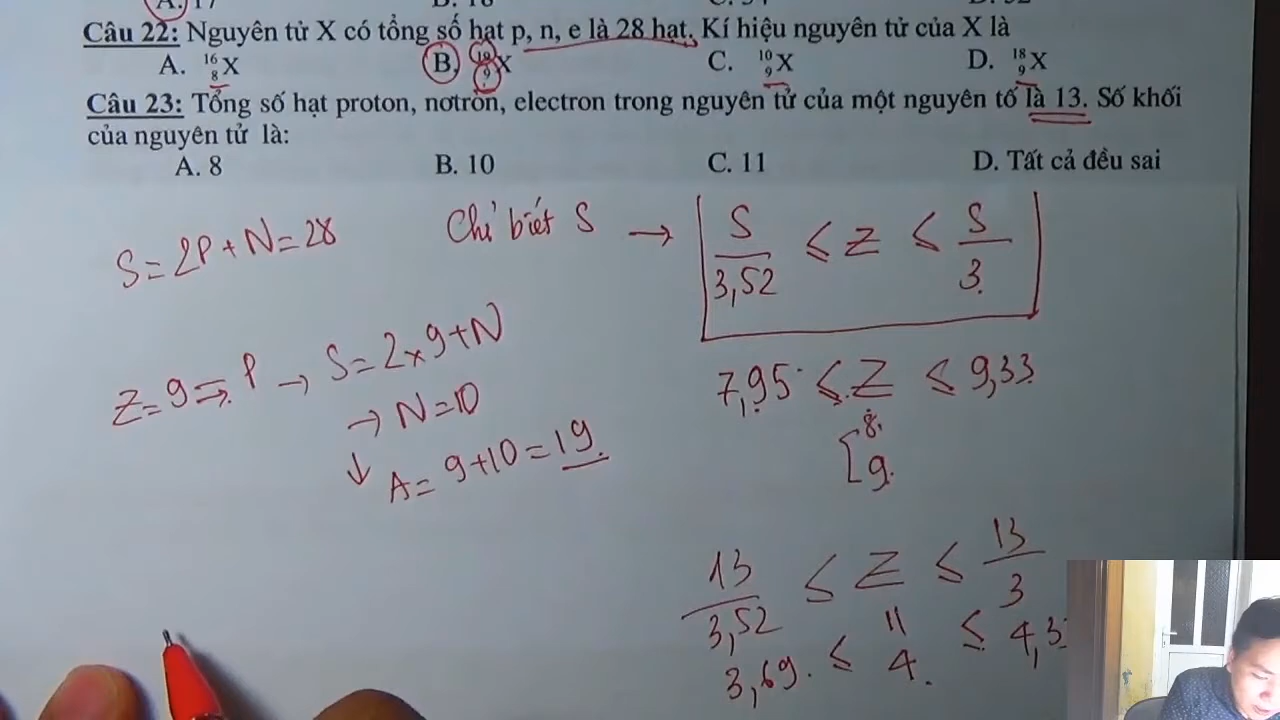 A. 17
Câu 22: Nguyên tử X có tổng số hạt p, n, e là 28 hạt. Kí hiệu nguyên tử của X là
A. ¹⁶₈X B. ¹⁹₉X C. ¹⁰₉X D. ¹⁸₉X
Câu 23: Tổng số hạt proton, nơtron, electron trong nguyên tử của một nguyên tố là 13. Số khối
của nguyên tử là:
A. 8 B. 10 C. 11 D. Tất cả đều sai
S = 2P + N = 28
Chỉ biết S → S/3,52 ≤ Z ≤ S/3
Z = 9 => P → S = 2 x 9 + N
→ N = 10
↓ A = 9 + 10 = 19
7,95 ≤ Z ≤ 9,33
[8
9
13/3,52 ≤ Z ≤ 13/3
3,69 ≤ 4 ≤ 4,3